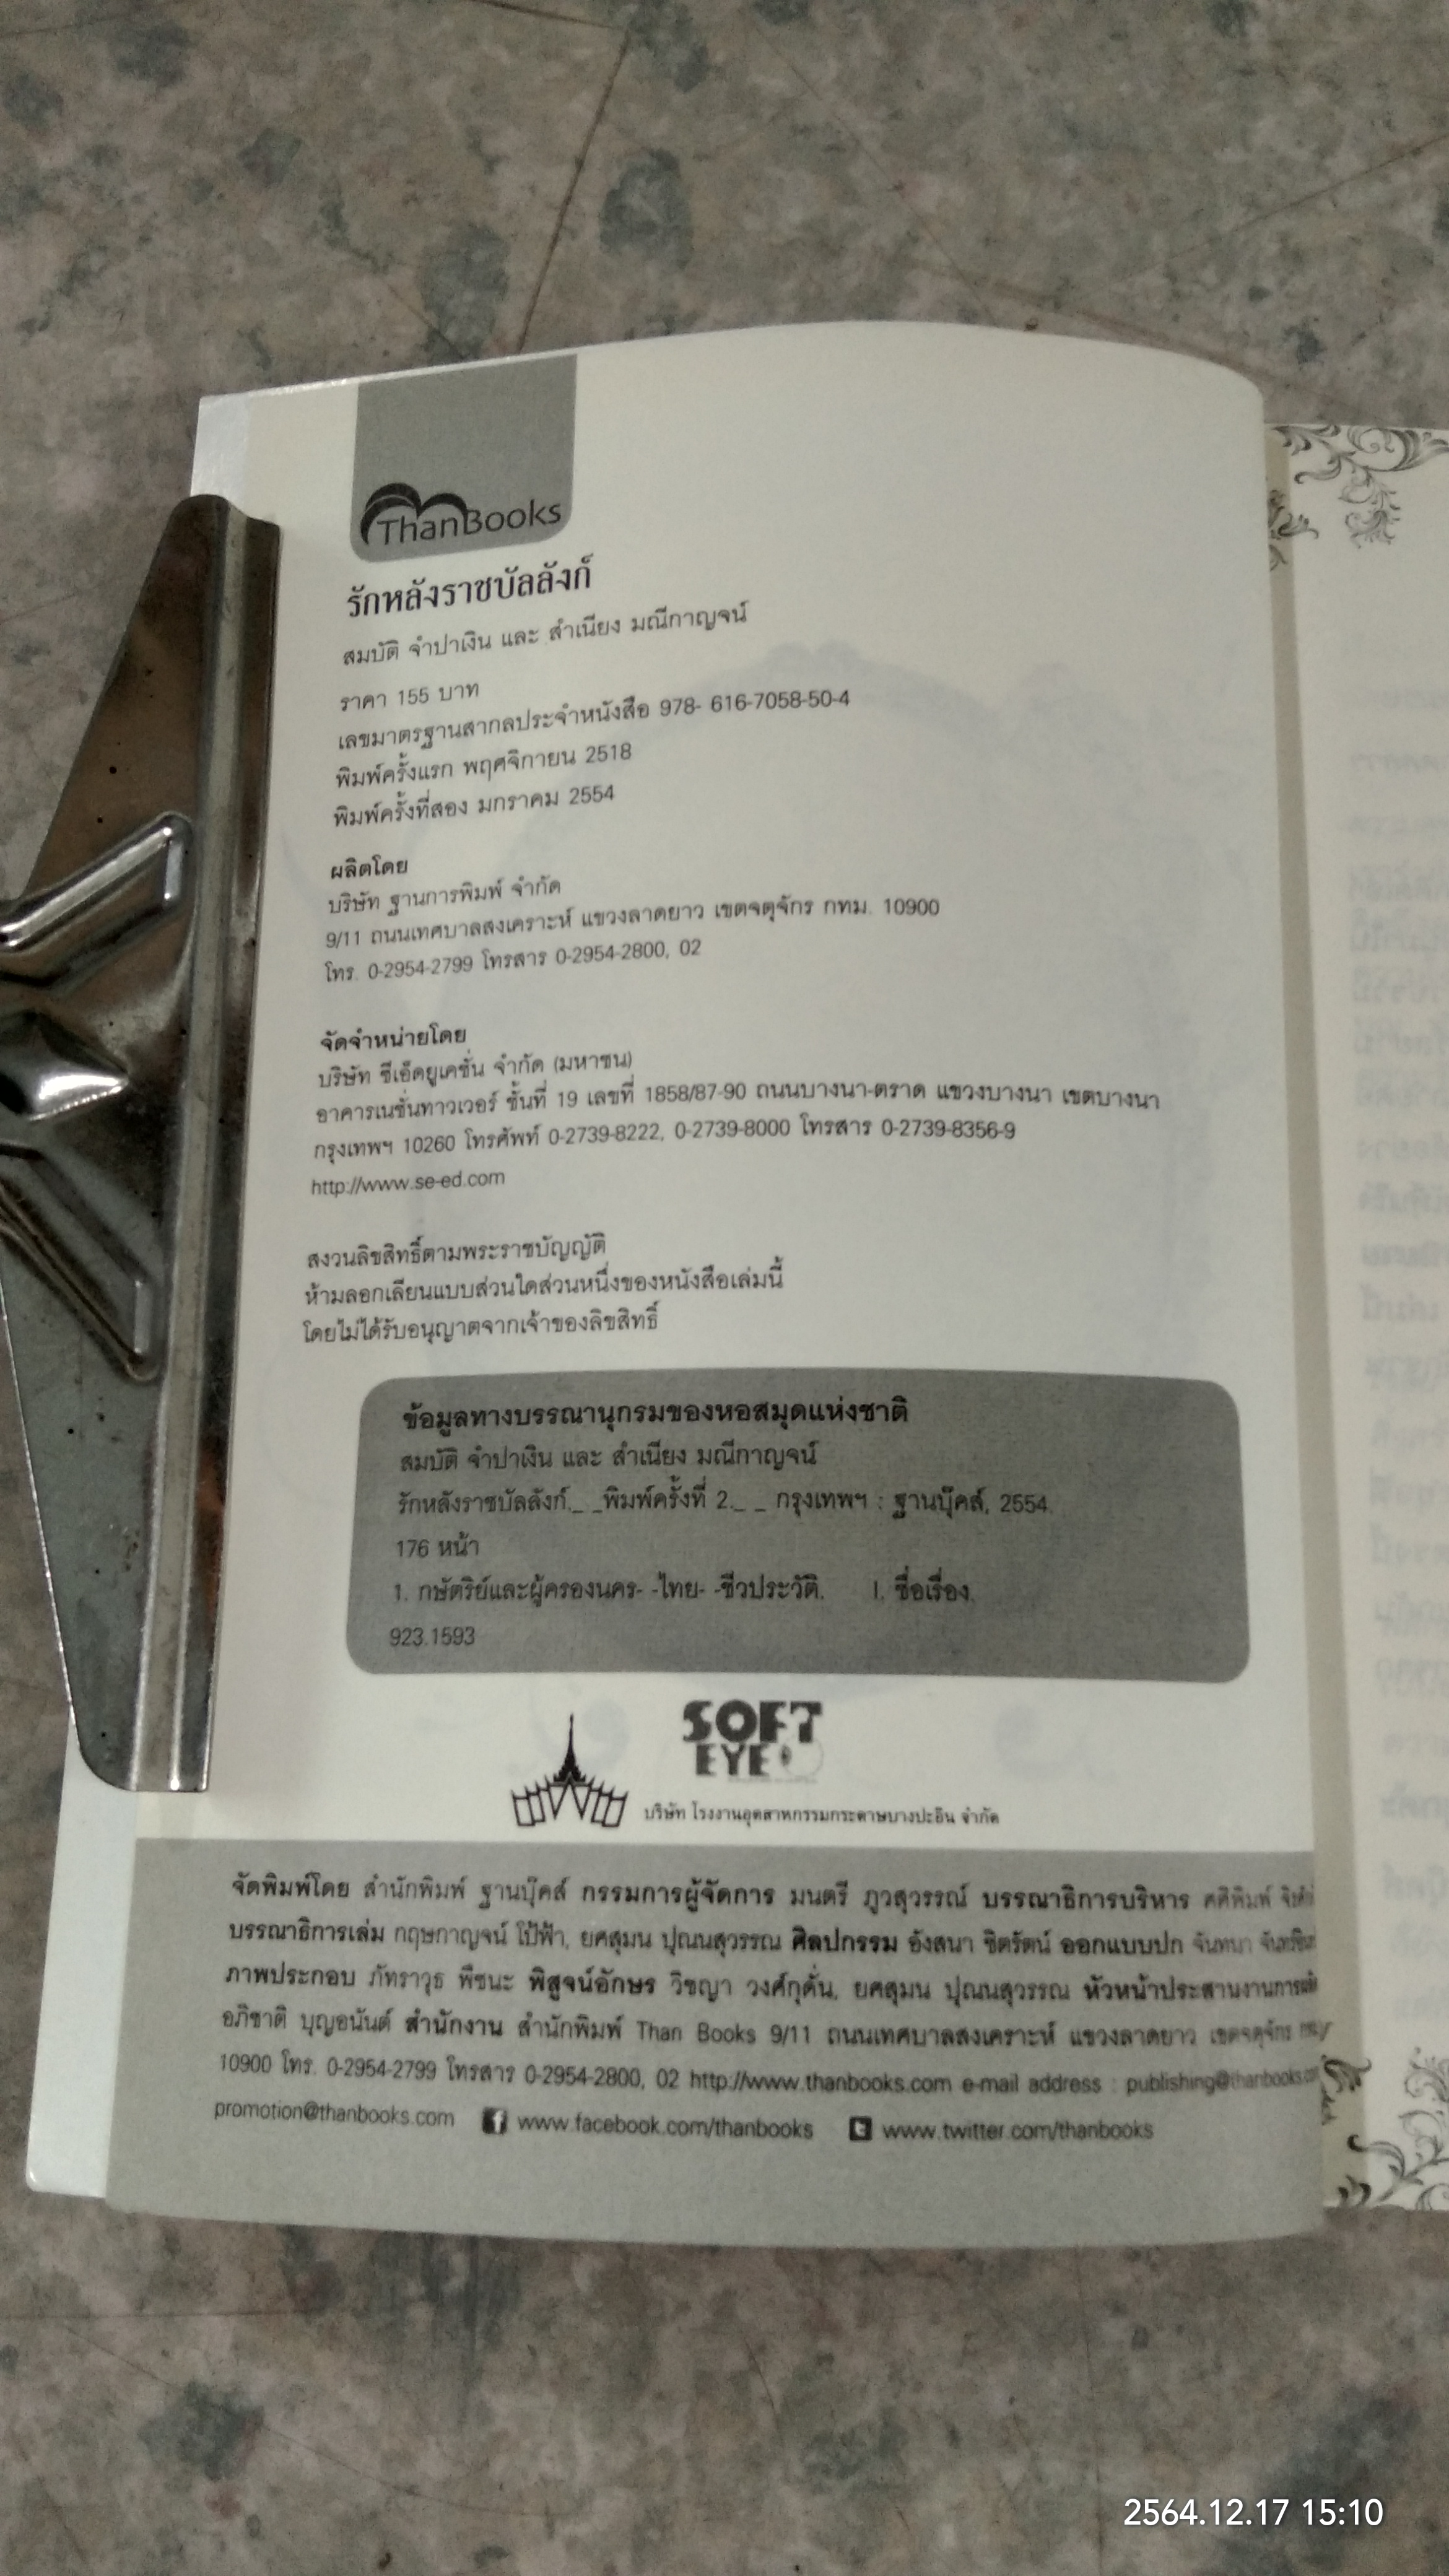 ThanBooks
รักหลังราชบัลลังก์
สมบัติ จำปาเงิน และ สำเนียง มณีกาญจน์
ราคา 155 บาท
เลขมาตรฐานสากลประจำหนังสือ 978- 616-7058-50-4
พิมพ์ครั้งแรก พฤศจิกายน 2518
พิมพ์ครั้งที่สอง มกราคม 2554
ผลิตโดย
บริษัท ฐานการพิมพ์ จำกัด
9/11 ถนนเทศบาลสงเคราะห์ แขวงลาดยาว เขตจตุจักร กทม. 10900
โทร. 0-2954-2799 โทรสาร 0-2954-2800, 02
จัดจำหน่ายโดย
บริษัท ซีเอ็ดยูเคชั่น จำกัด (มหาชน)
อาคารเนชั่นทาวเวอร์ ชั้นที่ 19 เลขที่ 1858/87-90 ถนนบางนา-ตราด แขวงบางนา เขตบางนา
กรุงเทพฯ 10260 โทรศัพท์ 0-2739-8222, 0-2739-8000 โทรสาร 0-2739-8356-9
http://www.se-ed.com
สงวนลิขสิทธิ์ตามพระราชบัญญัติ
ห้ามลอกเลียนแบบส่วนใดส่วนหนึ่งของหนังสือเล่มนี้
โดยไม่ได้รับอนุญาตจากเจ้าของลิขสิทธิ์
ข้อมูลทางบรรณานุกรมของหอสมุดแห่งชาติ
สมบัติ จำปาเงิน และ สำเนียง มณีกาญจน์
รักหลังราชบัลลังก์._ _พิมพ์ครั้งที่ 2._ _ กรุงเทพฯ : ฐานบุ๊คส์, 2554.
176 หน้า
1. กษัตริย์และผู้ครองนคร- -ไทย- -ชีวประวัติ. I. ชื่อเรื่อง.
923.1593
SOFT
EYE
บริษัท โรงงานอุตสาหกรรมกระดาษบางปะอิน จำกัด
จัดพิมพ์โดย สำนักพิมพ์ ฐานบุ๊คส์ กรรมการผู้จัดการ มนตรี ภูวสุวรรณ์ บรรณาธิการบริหาร
บรรณาธิการเล่ม กฤษกาญจน์ โป้ฟ้า, ยศสุมน ปุณนสุวรรณ ศิลปกรรม อังสนา ชิตรัตน์ ออกแบบปก จันทนา
ภาพประกอบ ภัทราวุธ พืชนะ พิสูจน์อักษร วิชญา วงศ์กุดั่น, ยศสุมน ปุณนสุวรรณ หัวหน้าประสานงานการผลิต
อภิชาติ บุญอนันต์ สำนักงาน สำนักพิมพ์ Than Books 9/11 ถนนเทศบาลสงเคราะห์ แขวงลาดยาว เขตจตุจักร
10900 โทร. 0-2954-2799 โทรสาร 0-2954-2800, 02 http://www.thanbooks.com e-mail address : publishing@thanbooks.com
promotion@thanbooks.com www.facebook.com/thanbooks www.twitter.com/thanbooks
2564.12.17 15:10